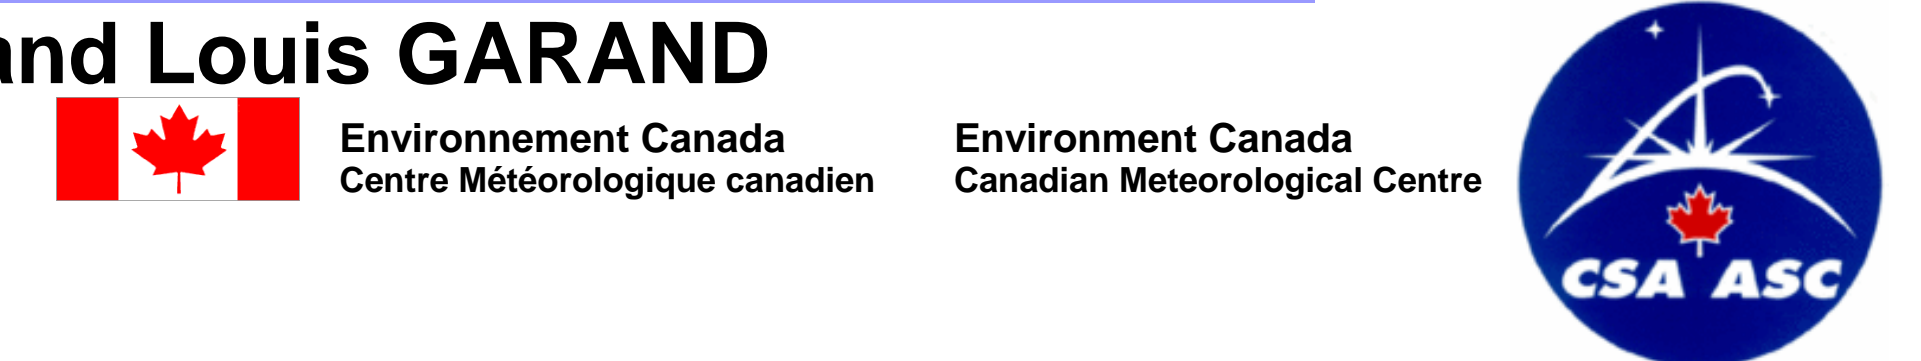 and Louis GARAND
Environnement Canada
Centre Météorologique canadien
Environment Canada
Canadian Meteorological Centre
CSA ASC